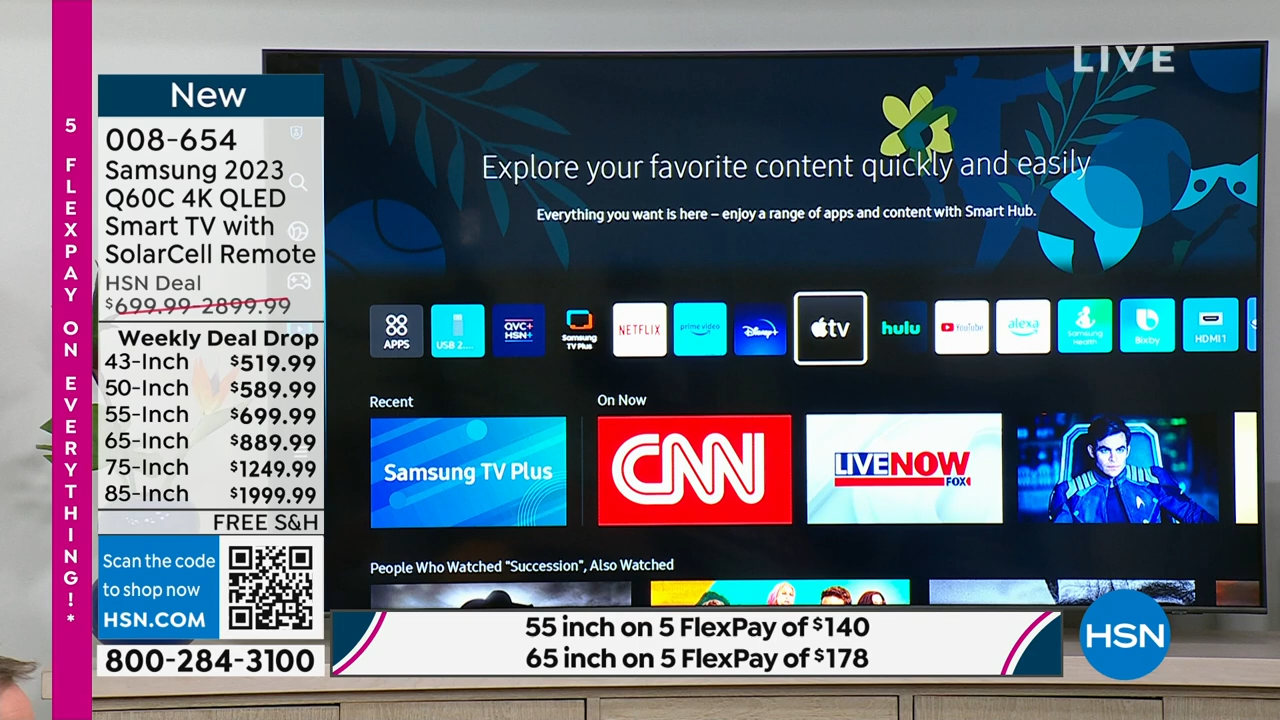 LIVE
5 FLEXPAY ON EVERYTHING!*
New
008-654
Samsung 2023
Q60C 4K QLED
Smart TV with
SolarCell Remote
HSN Deal
$699.99-2899.99
Weekly Deal Drop
43-Inch $519.99
50-Inch $589.99
55-Inch $699.99
65-Inch $889.99
75-Inch $1249.99
85-Inch $1999.99
FREE S&H
Scan the code
to shop now
HSN.COM
800-284-3100
Explore your favorite content quickly and easily
Everything you want is here – enjoy a range of apps and content with Smart Hub.
APPS
USB 2....
QVC+
HSN+
SAMSUNG
TV Plus
NETFLIX
prime video
Disney+
tv
hulu
YouTube
alexa
Samsung
Health
Bixby
HDMI1
Recent
On Now
Samsung TV Plus
CNN
LIVENOW
FOX
People Who Watched "Succession", Also Watched
55 inch on 5 FlexPay of $140
65 inch on 5 FlexPay of $178
HSN